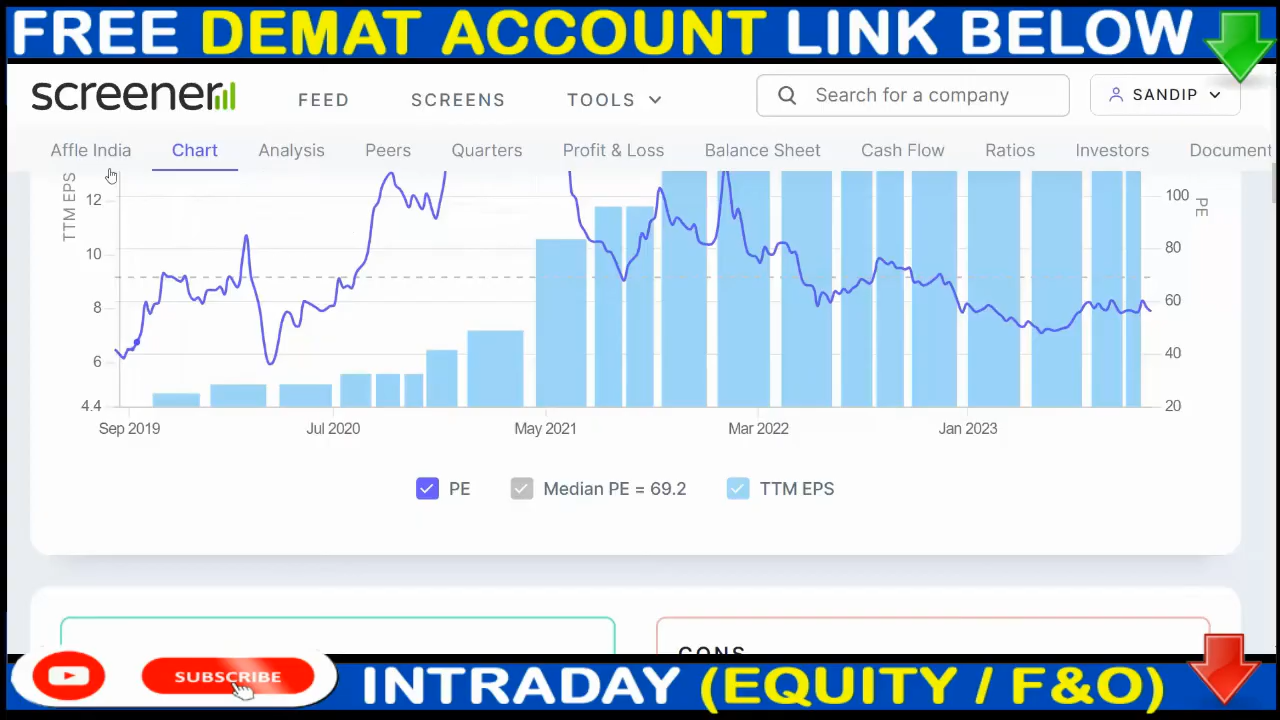 FREE DEMAT ACCOUNT LINK BELOW
screener
FEED SCREENS TOOLS
Search for a company
SANDIP
Affle India Chart Analysis Peers Quarters Profit & Loss Balance Sheet Cash Flow Ratios Investors Document
TTM EPS
12
10
8
6
4.4
100
80
60
40
20
PE
Sep 2019 Jul 2020 May 2021 Mar 2022 Jan 2023
PE Median PE = 69.2 TTM EPS
CONS
SUBSCRIBE
INTRADAY (EQUITY / F&O)